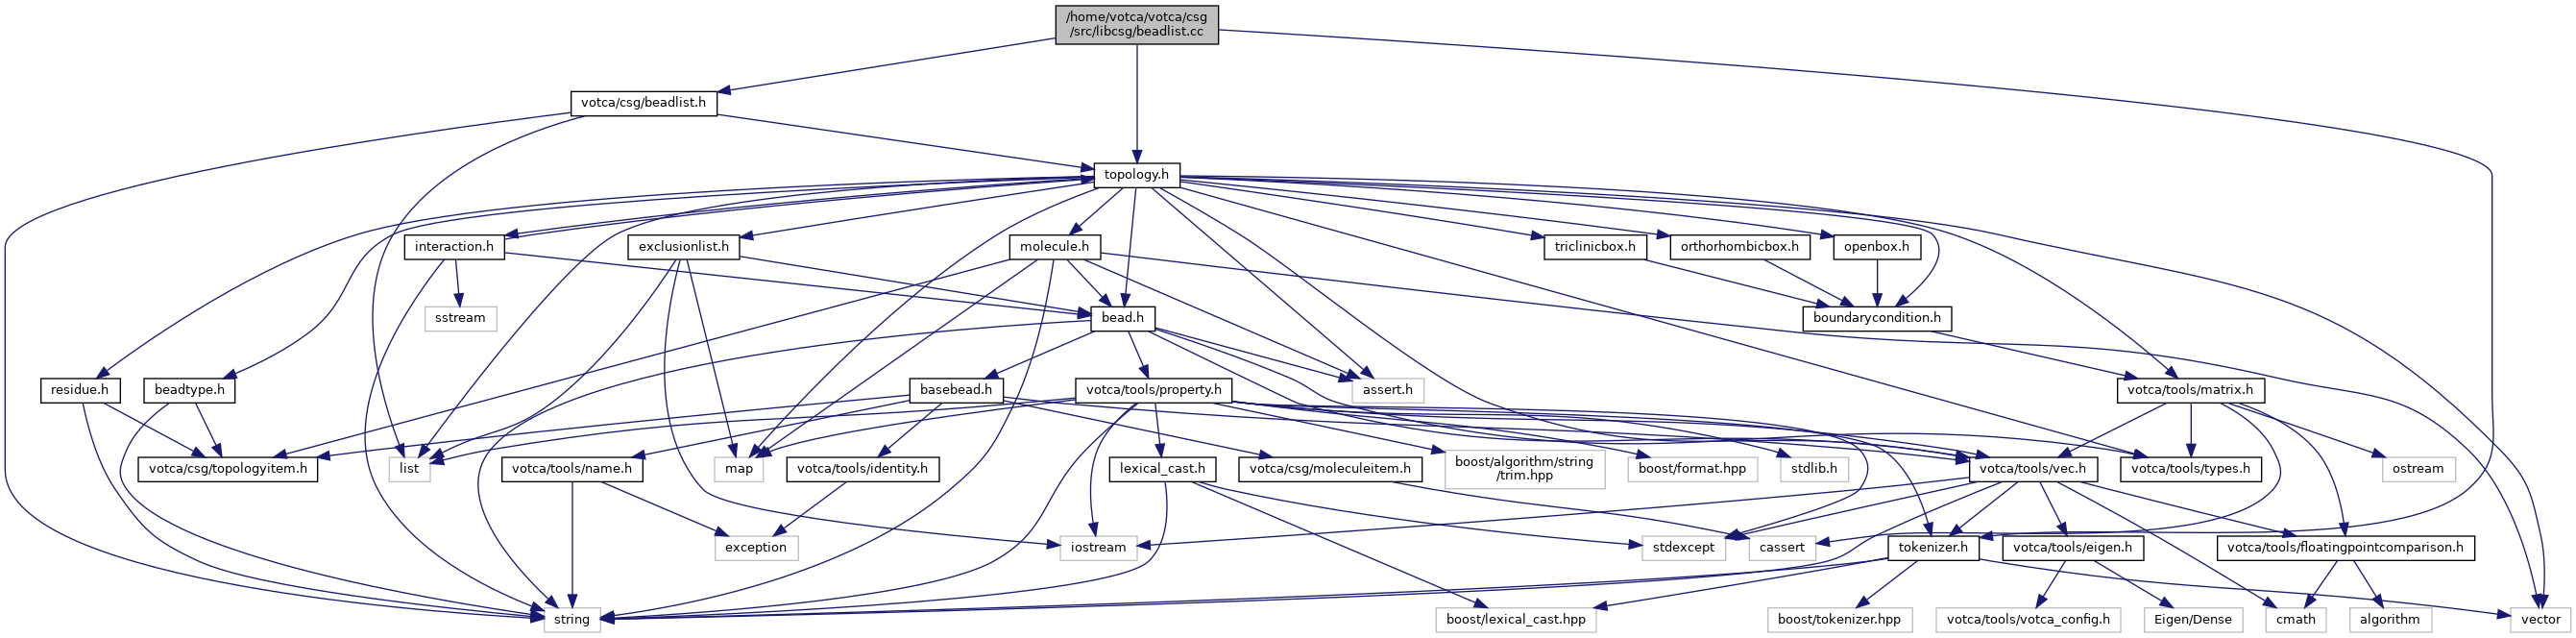 /home/votca/votca/csg
/src/libcsg/beadlist.cc
votca/csg/beadlist.h
topology.h
interaction.h
exclusionlist.h
molecule.h
triclinicbox.h
orthorhombicbox.h
openbox.h
sstream
bead.h
boundarycondition.h
residue.h
beadtype.h
basebead.h
votca/tools/property.h
assert.h
votca/tools/matrix.h
votca/csg/topologyitem.h
list
votca/tools/name.h
map
votca/tools/identity.h
lexical_cast.h
votca/csg/moleculeitem.h
boost/algorithm/string
/trim.hpp
boost/format.hpp
stdlib.h
votca/tools/vec.h
votca/tools/types.h
ostream
exception
iostream
stdexcept
cassert
tokenizer.h
votca/tools/eigen.h
votca/tools/floatingpointcomparison.h
string
boost/lexical_cast.hpp
boost/tokenizer.hpp
votca/tools/votca_config.h
Eigen/Dense
cmath
algorithm
vector